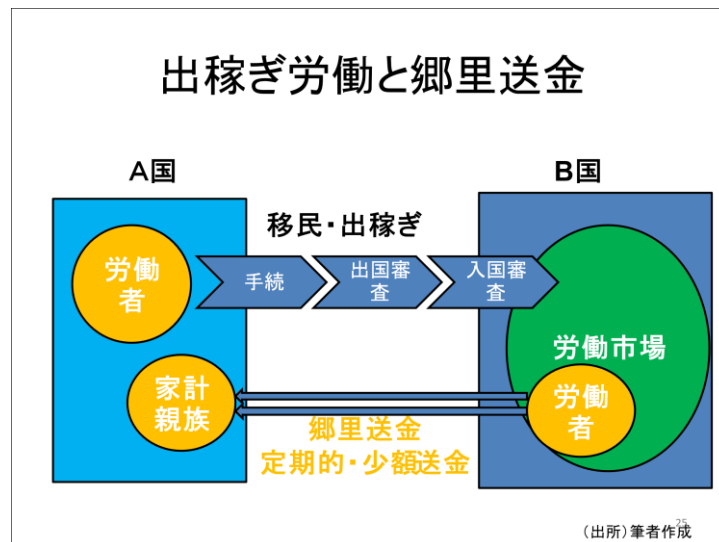 出稼ぎ労働と郷里送金
A国
B国
移民・出稼ぎ
労働
者
手続
出国審
査
入国審
査
労働市場
家計
親族
労働
者
郷里送金
定期的・少額送金
25
(出所)筆者作成